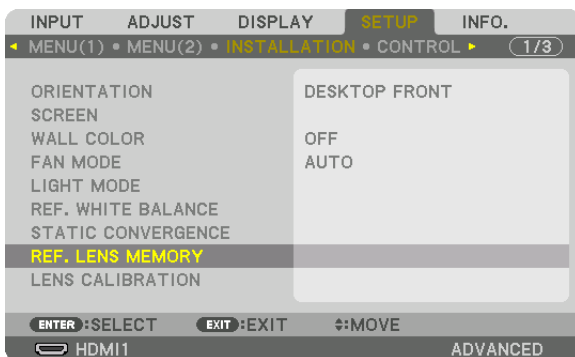 INPUT ADJUST DISPLAY SETUP INFO.
MENU(1) • MENU(2) • INSTALLATION • CONTROL 1/3
ORIENTATION DESKTOP FRONT
SCREEN
WALL COLOR OFF
FAN MODE AUTO
LIGHT MODE
REF. WHITE BALANCE
STATIC CONVERGENCE
REF. LENS MEMORY
LENS CALIBRATION
ENTER :SELECT EXIT :EXIT :MOVE
HDMI1 ADVANCED